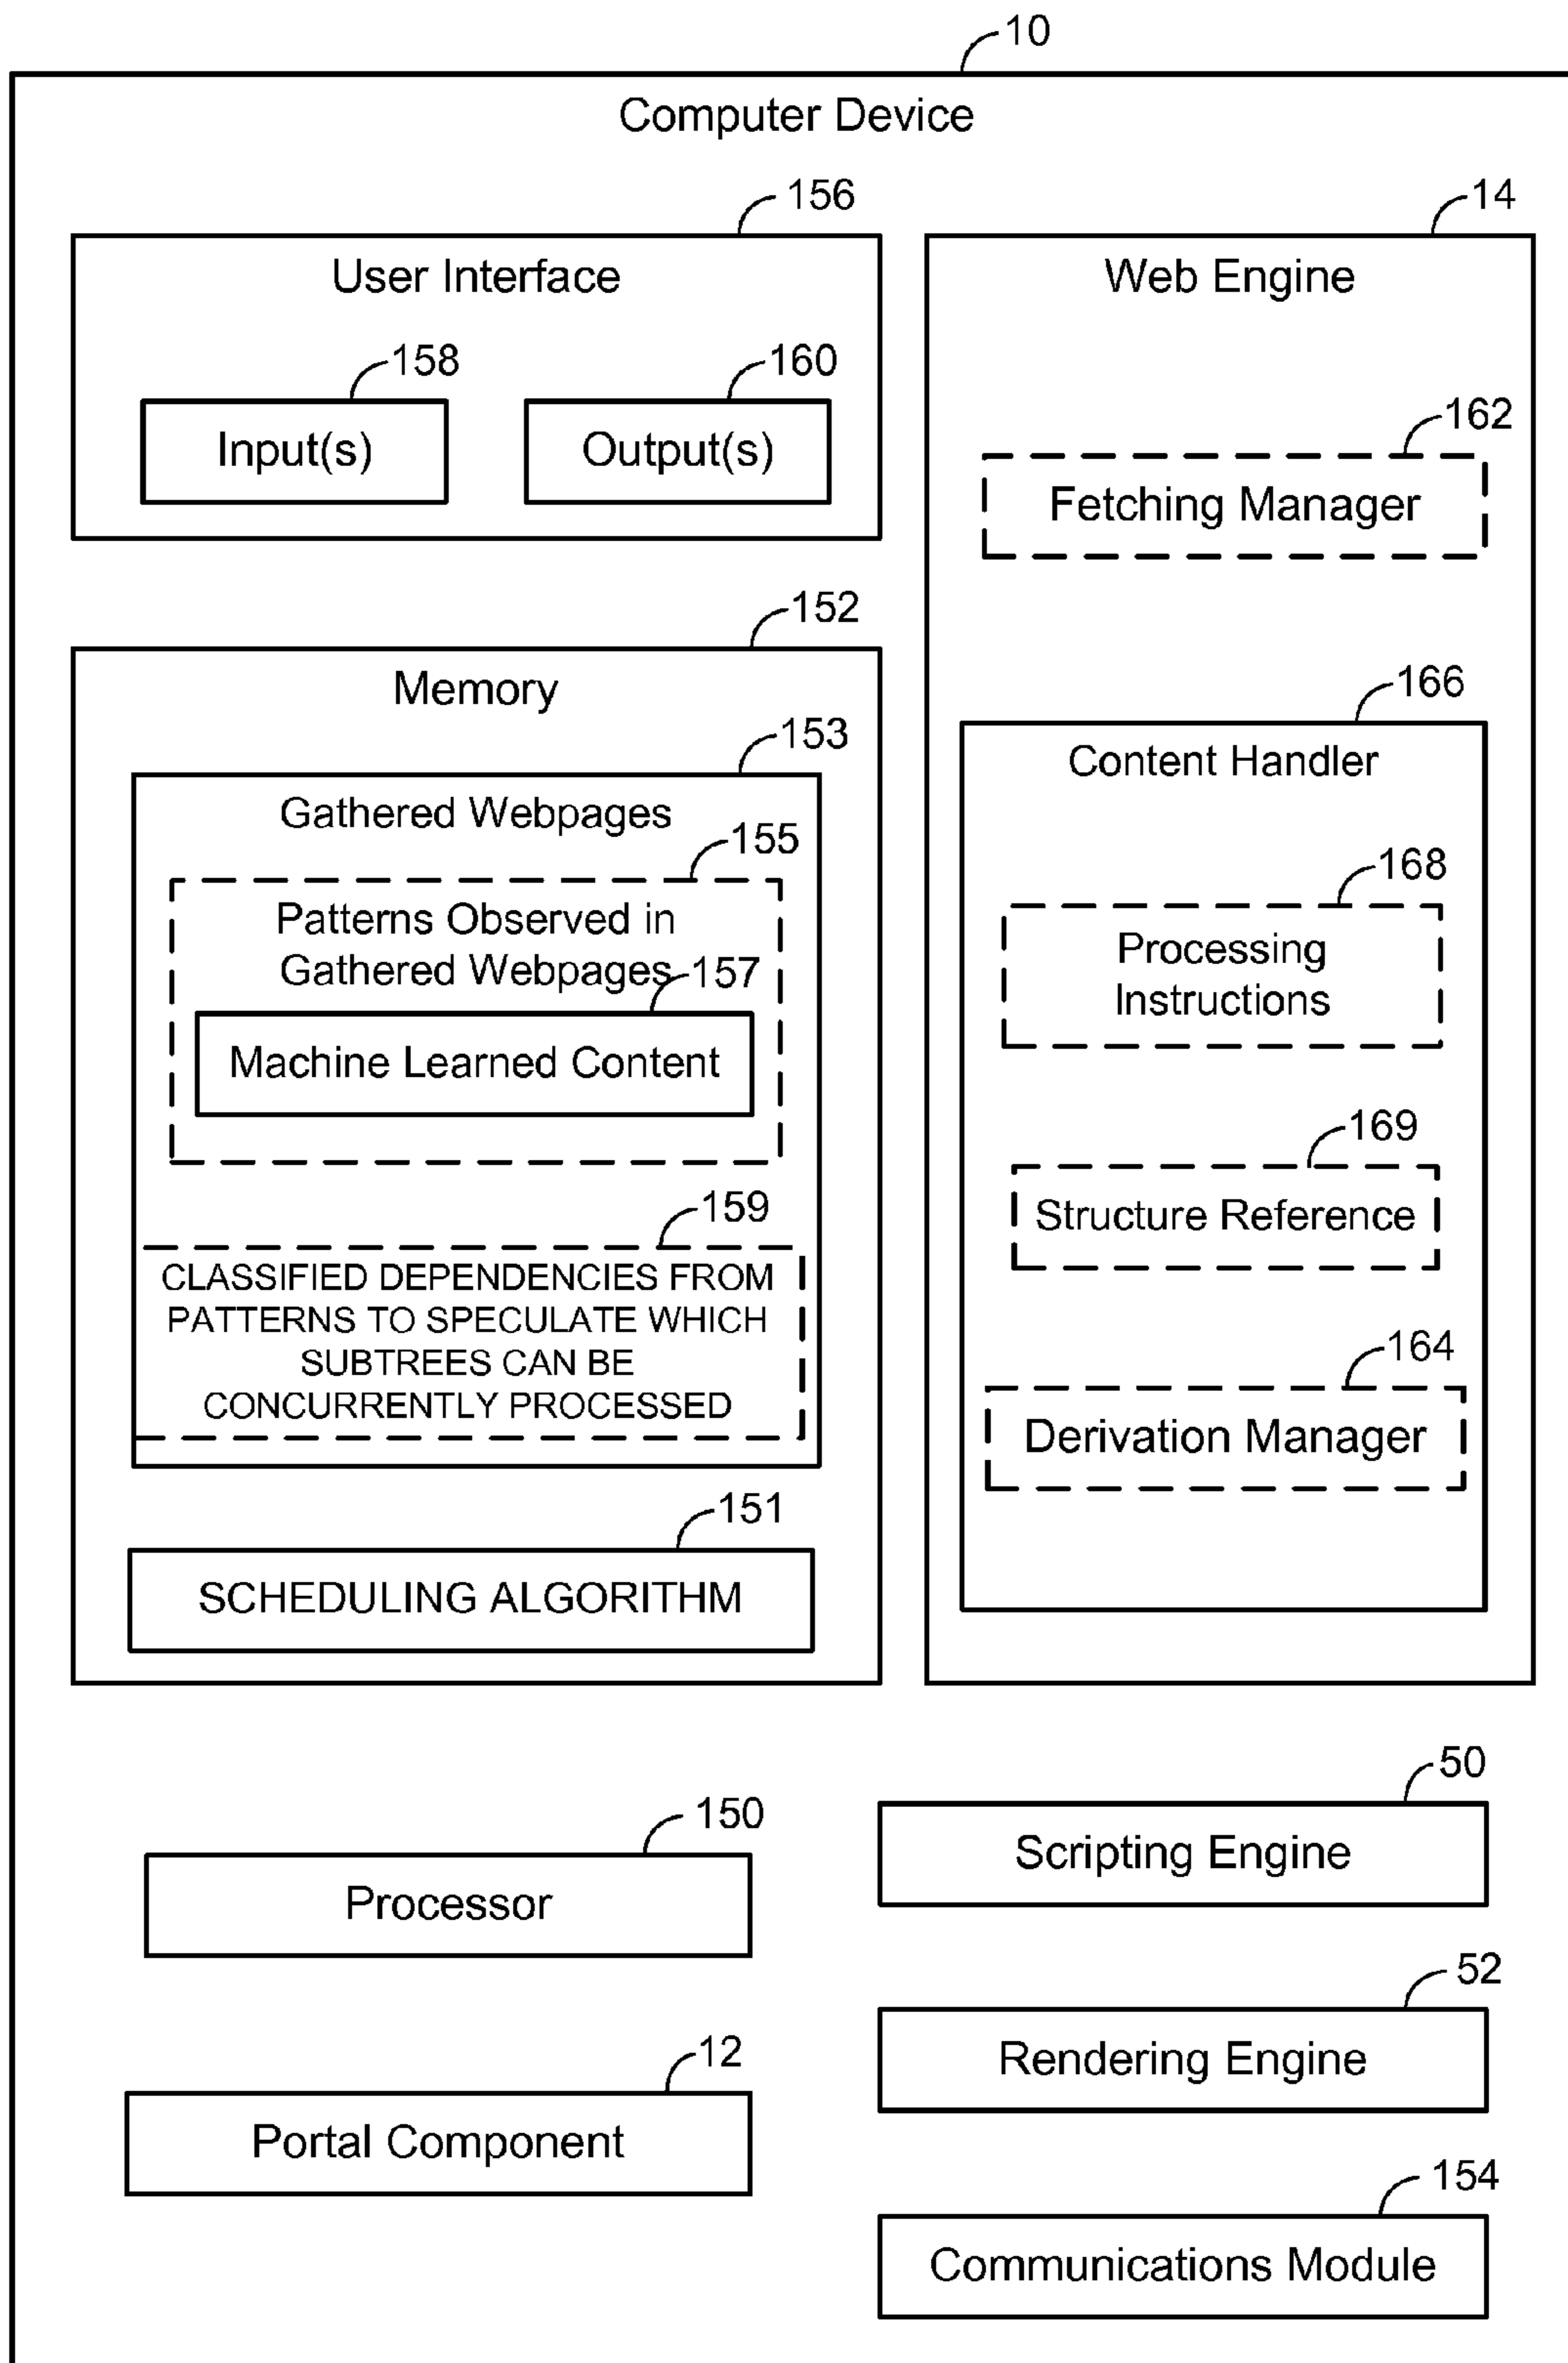 10
Computer Device
156
User Interface
158
Input(s)
160
Output(s)
152
Memory
153
Gathered Webpages
155
Patterns Observed in
Gathered Webpages
157
Machine Learned Content
159
CLASSIFIED DEPENDENCIES FROM
PATTERNS TO SPECULATE WHICH
SUBTREES CAN BE
CONCURRENTLY PROCESSED
151
SCHEDULING ALGORITHM
14
Web Engine
162
Fetching Manager
166
Content Handler
168
Processing
Instructions
169
Structure Reference
164
Derivation Manager
150
Processor
12
Portal Component
50
Scripting Engine
52
Rendering Engine
154
Communications Module